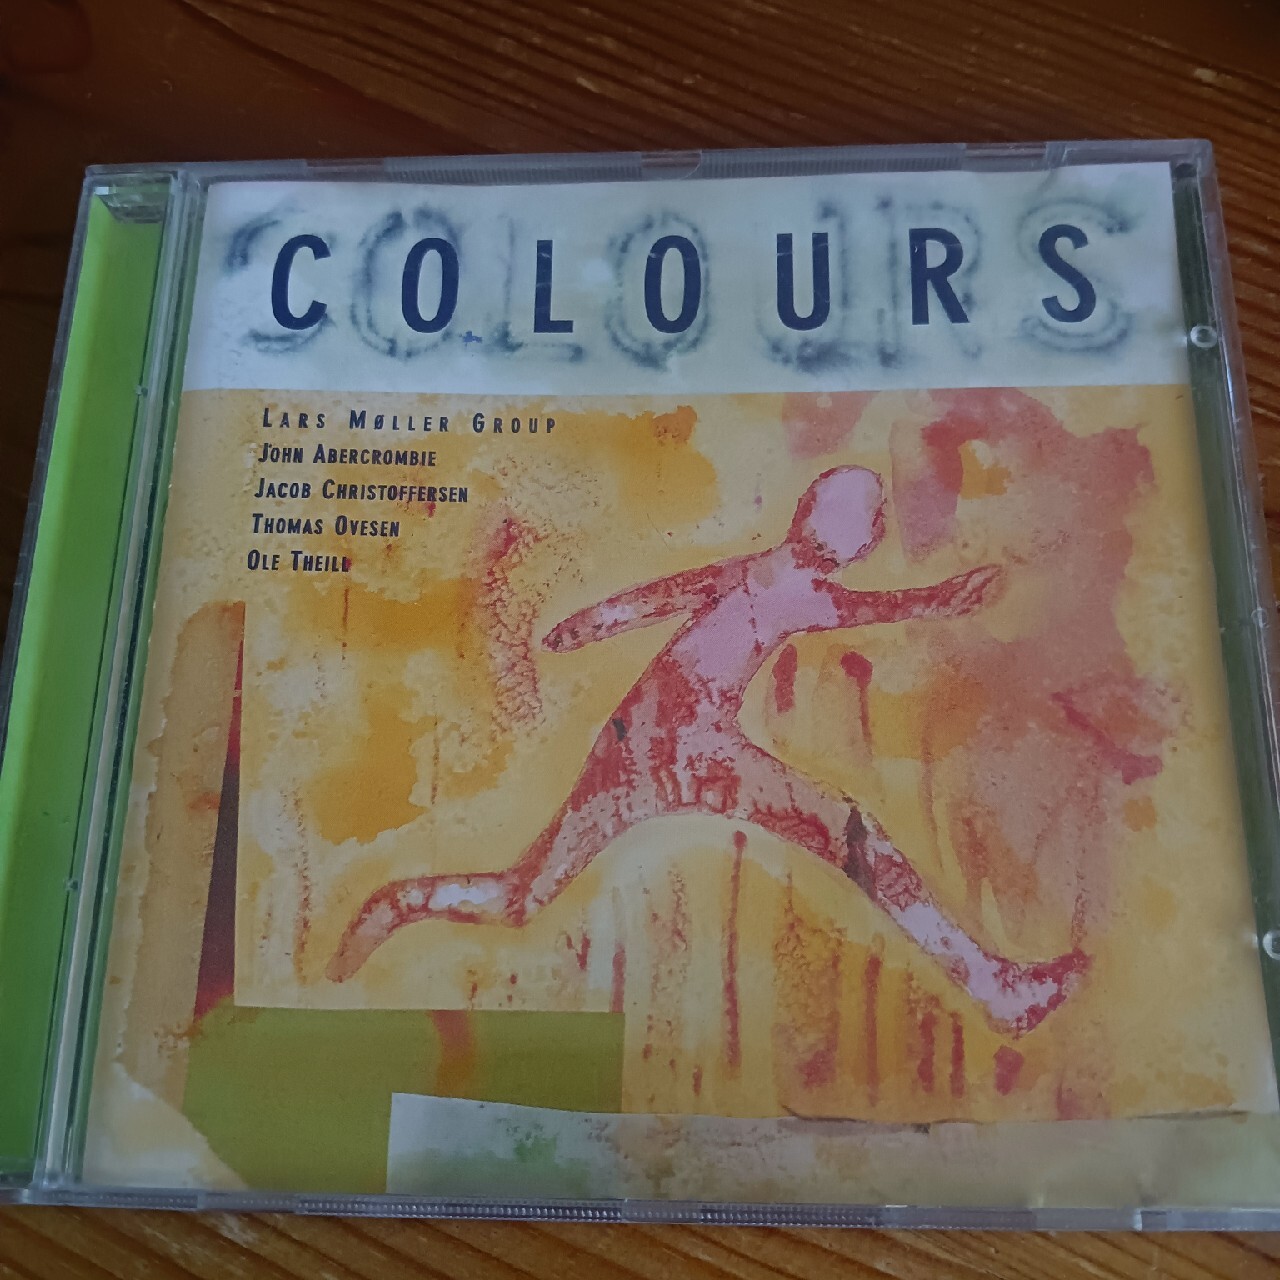 COLOURS
LARS MØLLER GROUP
JOHN ABERCROMBIE
JACOB CHRISTOFFERSEN
THOMAS OVESEN
OLE THEILL